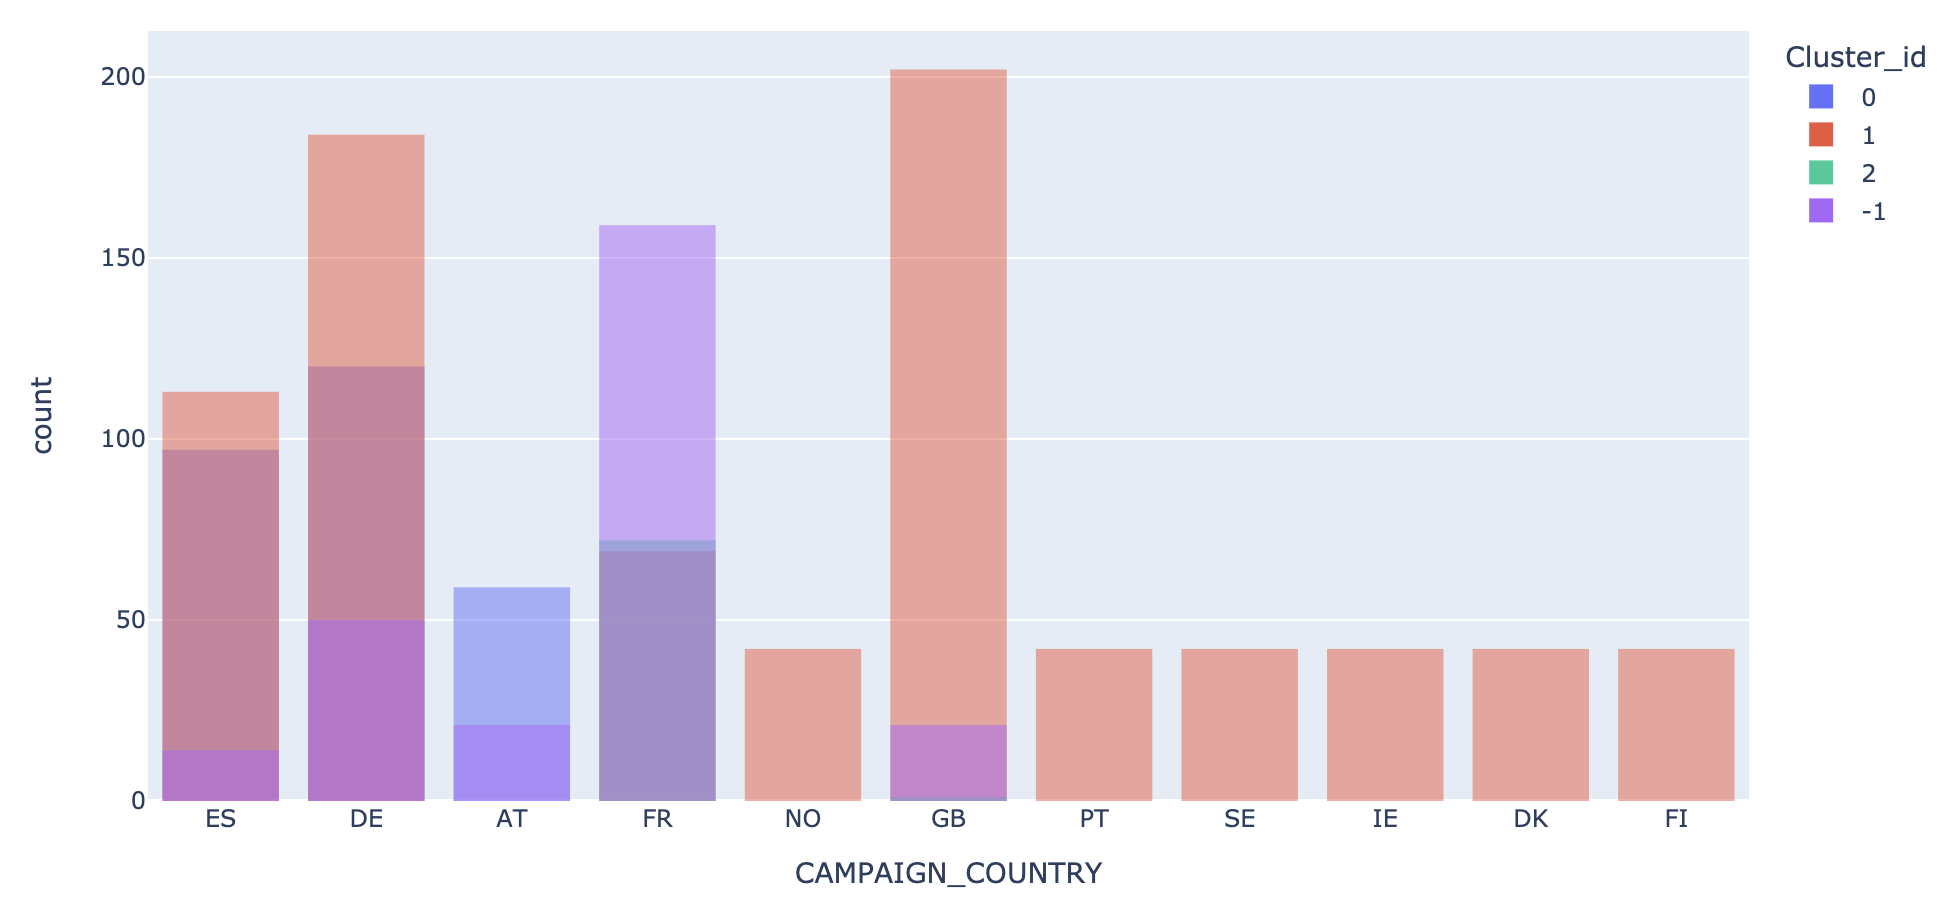 Cluster_id
0
1
2
-1
count
200
150
100
50
0
ES DE AT FR NO GB PT SE IE DK FI
CAMPAIGN_COUNTRY